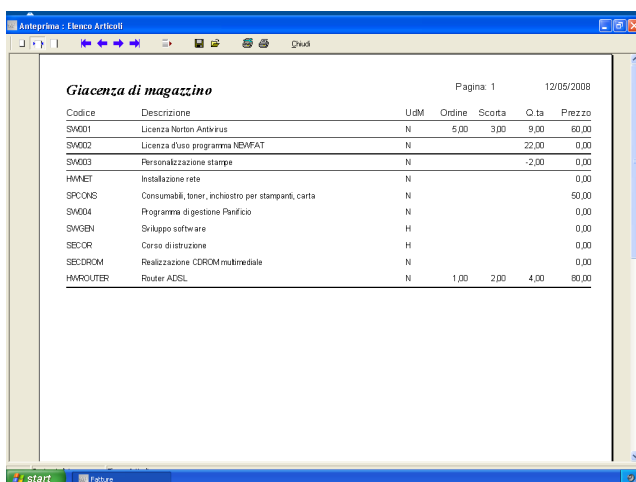 Anteprima : Elenco Articoli
Chiudi
Giacenza di magazzino Pagina: 1 12/05/2008
Codice Descrizione UdM Ordine Scorta Q.ta Prezzo
SW001 Licenza Norton Antivirus N 5,00 3,00 9,00 60,00
SW002 Licenza d'uso programma NEWFAT N 22,00 0,00
SW003 Personalizzazione stampe N -2,00 0,00
HWNET Installazione rete N 0,00
SPCONS Consumabili, toner, inchiostro per stampanti, carta N 50,00
SW004 Programma di gestione Panificio N 0,00
SWGEN Sviluppo software H 0,00
SECOR Corso di istruzione H 0,00
SECDROM Realizzazione CDROM multimediale N 0,00
HWROUTER Router ADSL N 1,00 2,00 4,00 80,00
start Fatture